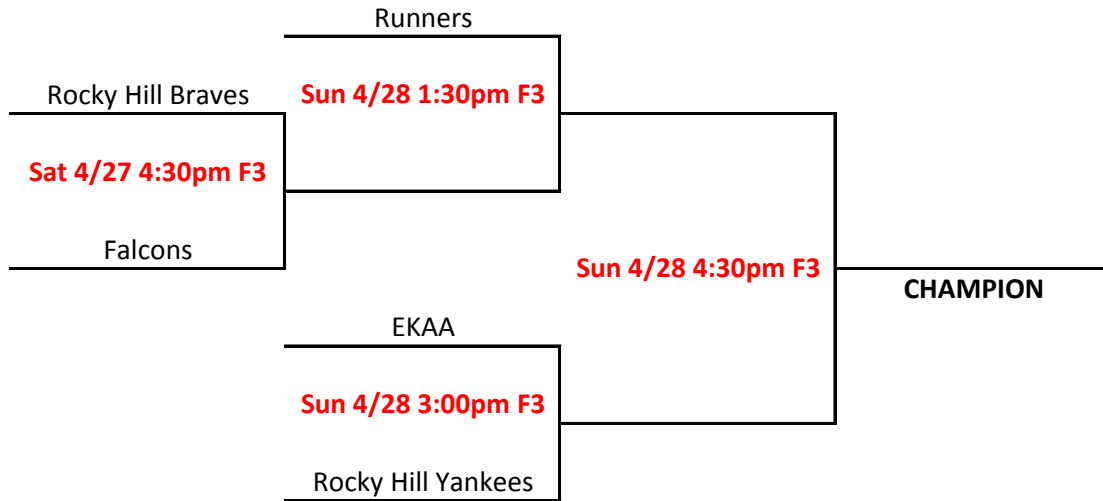 Runners
Rocky Hill Braves
Sun 4/28 1:30pm F3
Sat 4/27 4:30pm F3
Falcons
Sun 4/28 4:30pm F3
CHAMPION
EKAA
Sun 4/28 3:00pm F3
Rocky Hill Yankees